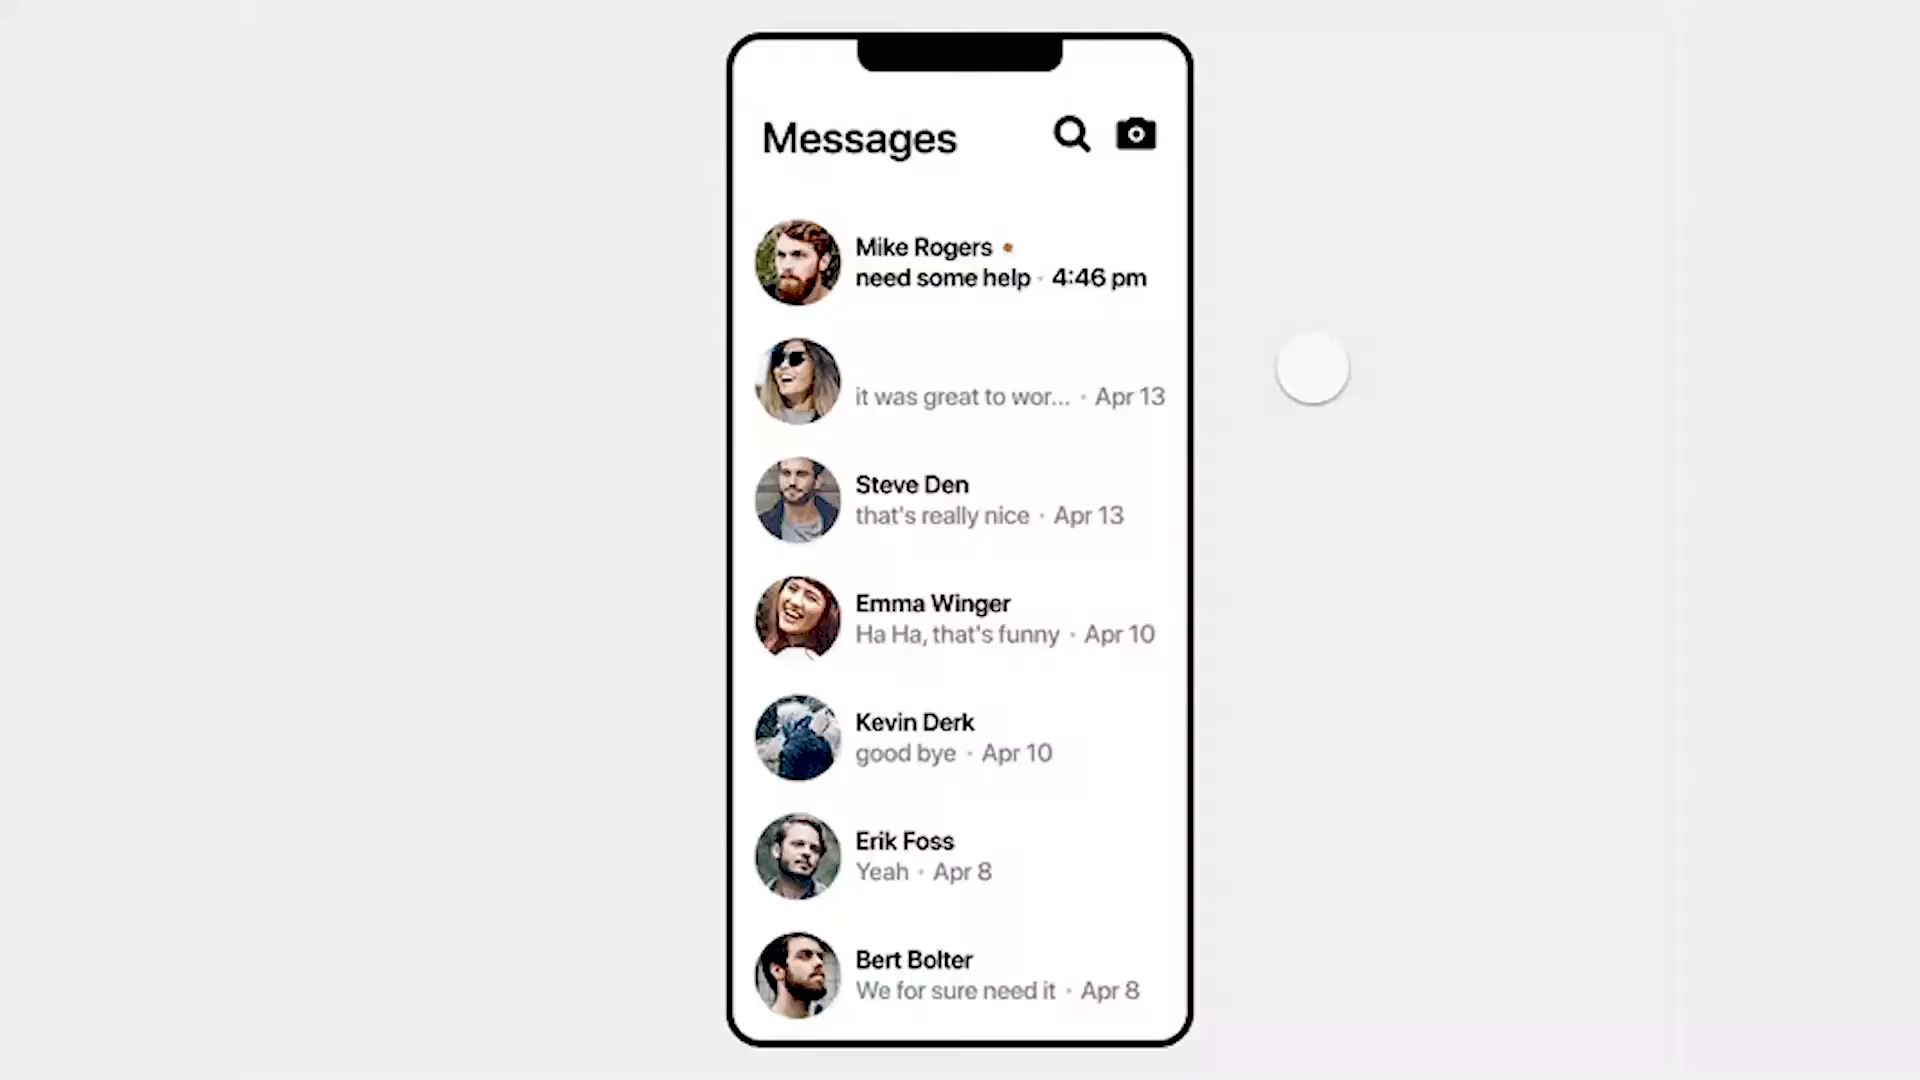 Messages
Mike Rogers
need some help · 4:46 pm
it was great to wor... · Apr 13
Steve Den
that's really nice · Apr 13
Emma Winger
Ha Ha, that's funny · Apr 10
Kevin Derk
good bye · Apr 10
Erik Foss
Yeah · Apr 8
Bert Bolter
We for sure need it · Apr 8